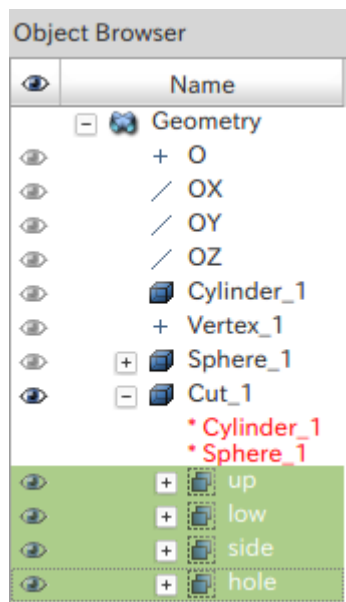 Object Browser
Name
Geometry
O
OX
OY
OZ
Cylinder_1
Vertex_1
Sphere_1
Cut_1
* Cylinder_1
* Sphere_1
up
low
side
hole